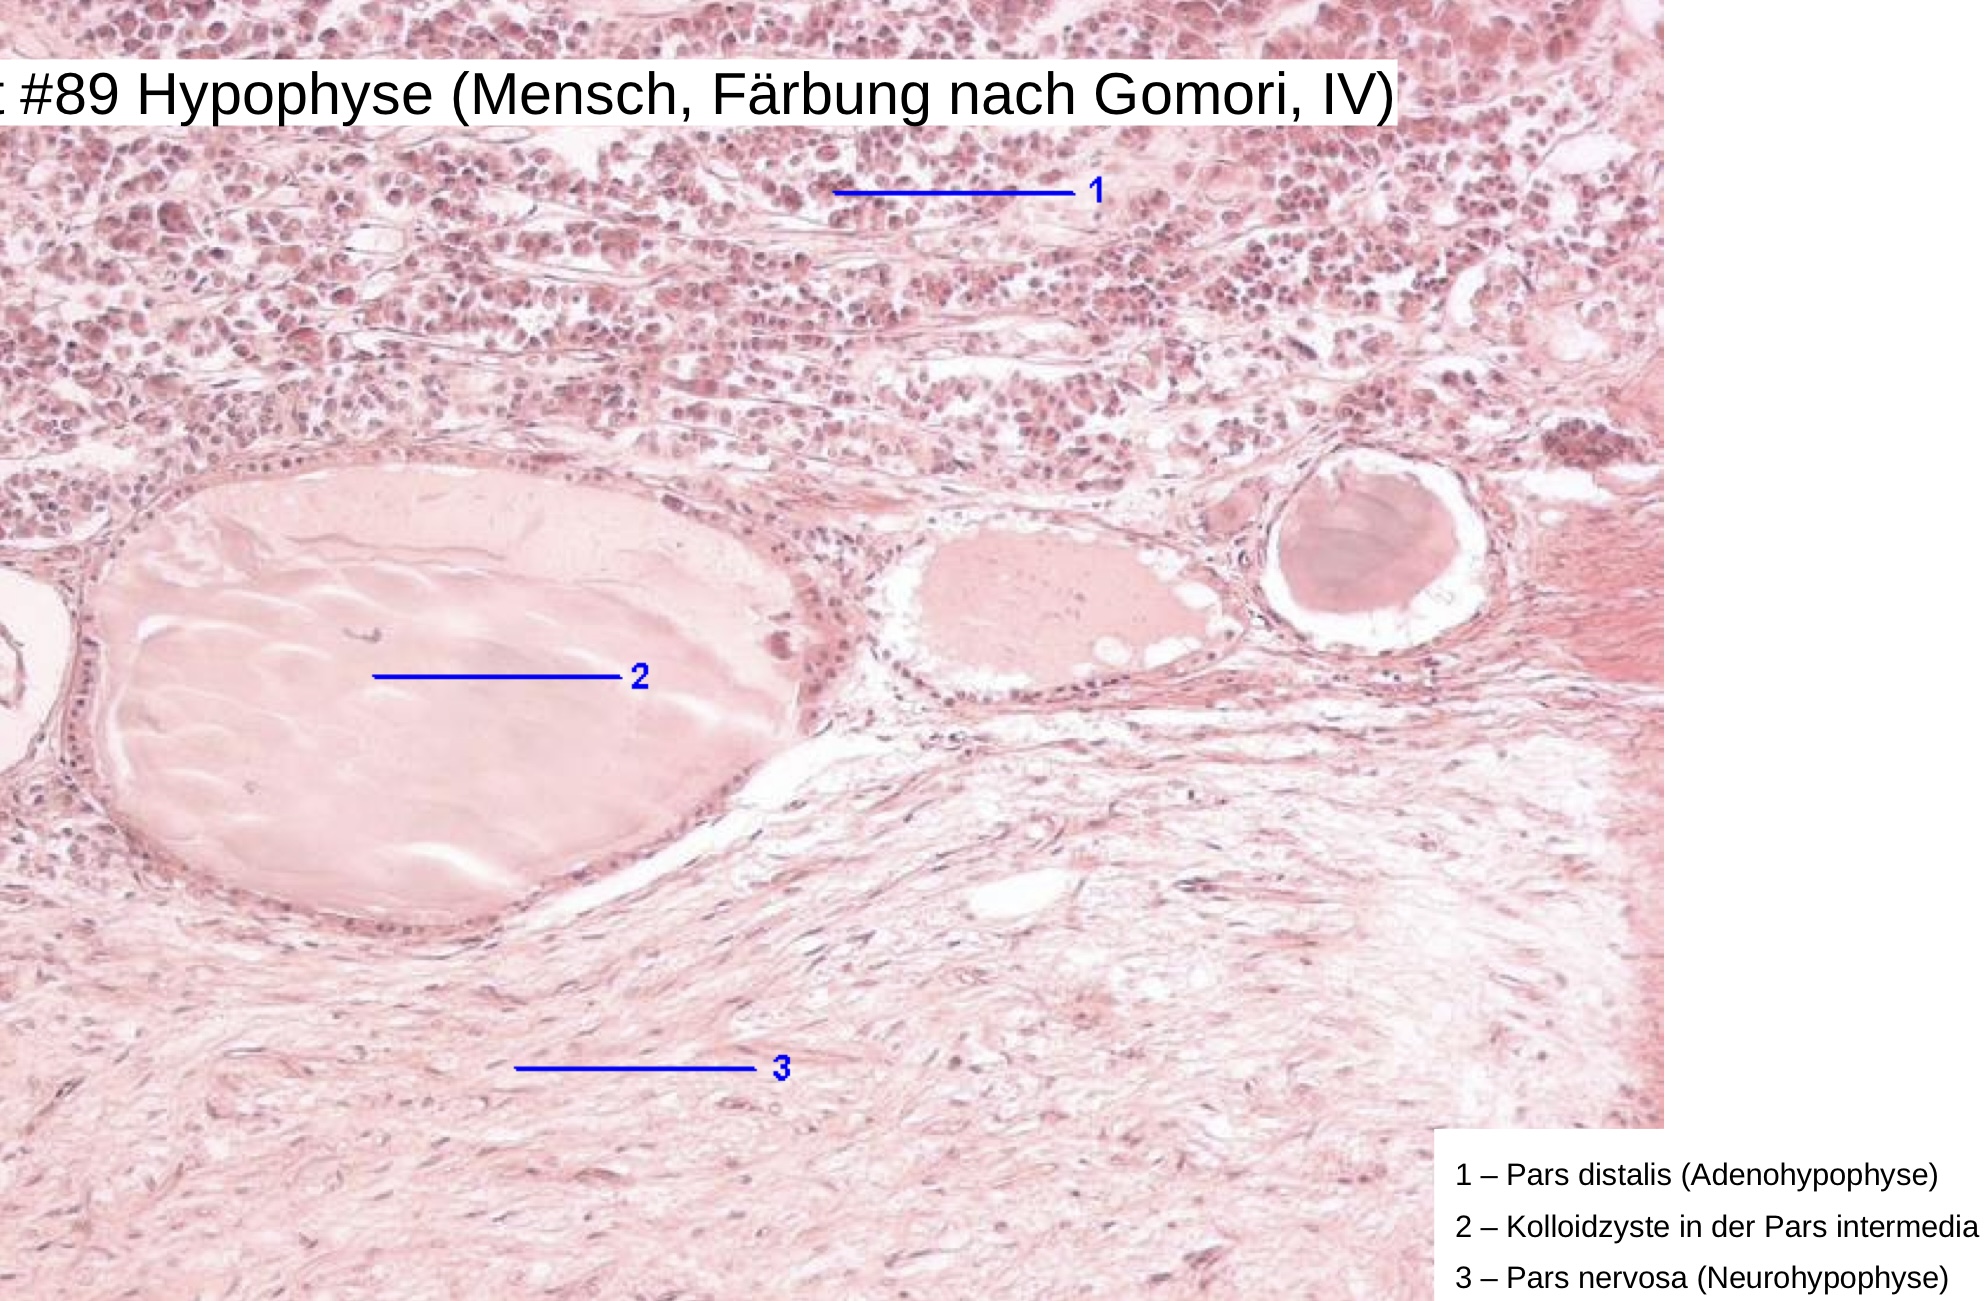 #89 Hypophyse (Mensch, Färbung nach Gomori, IV)
1
2
3
1 – Pars distalis (Adenohypophyse)
2 – Kolloidzyste in der Pars intermedia
3 – Pars nervosa (Neurohypophyse)